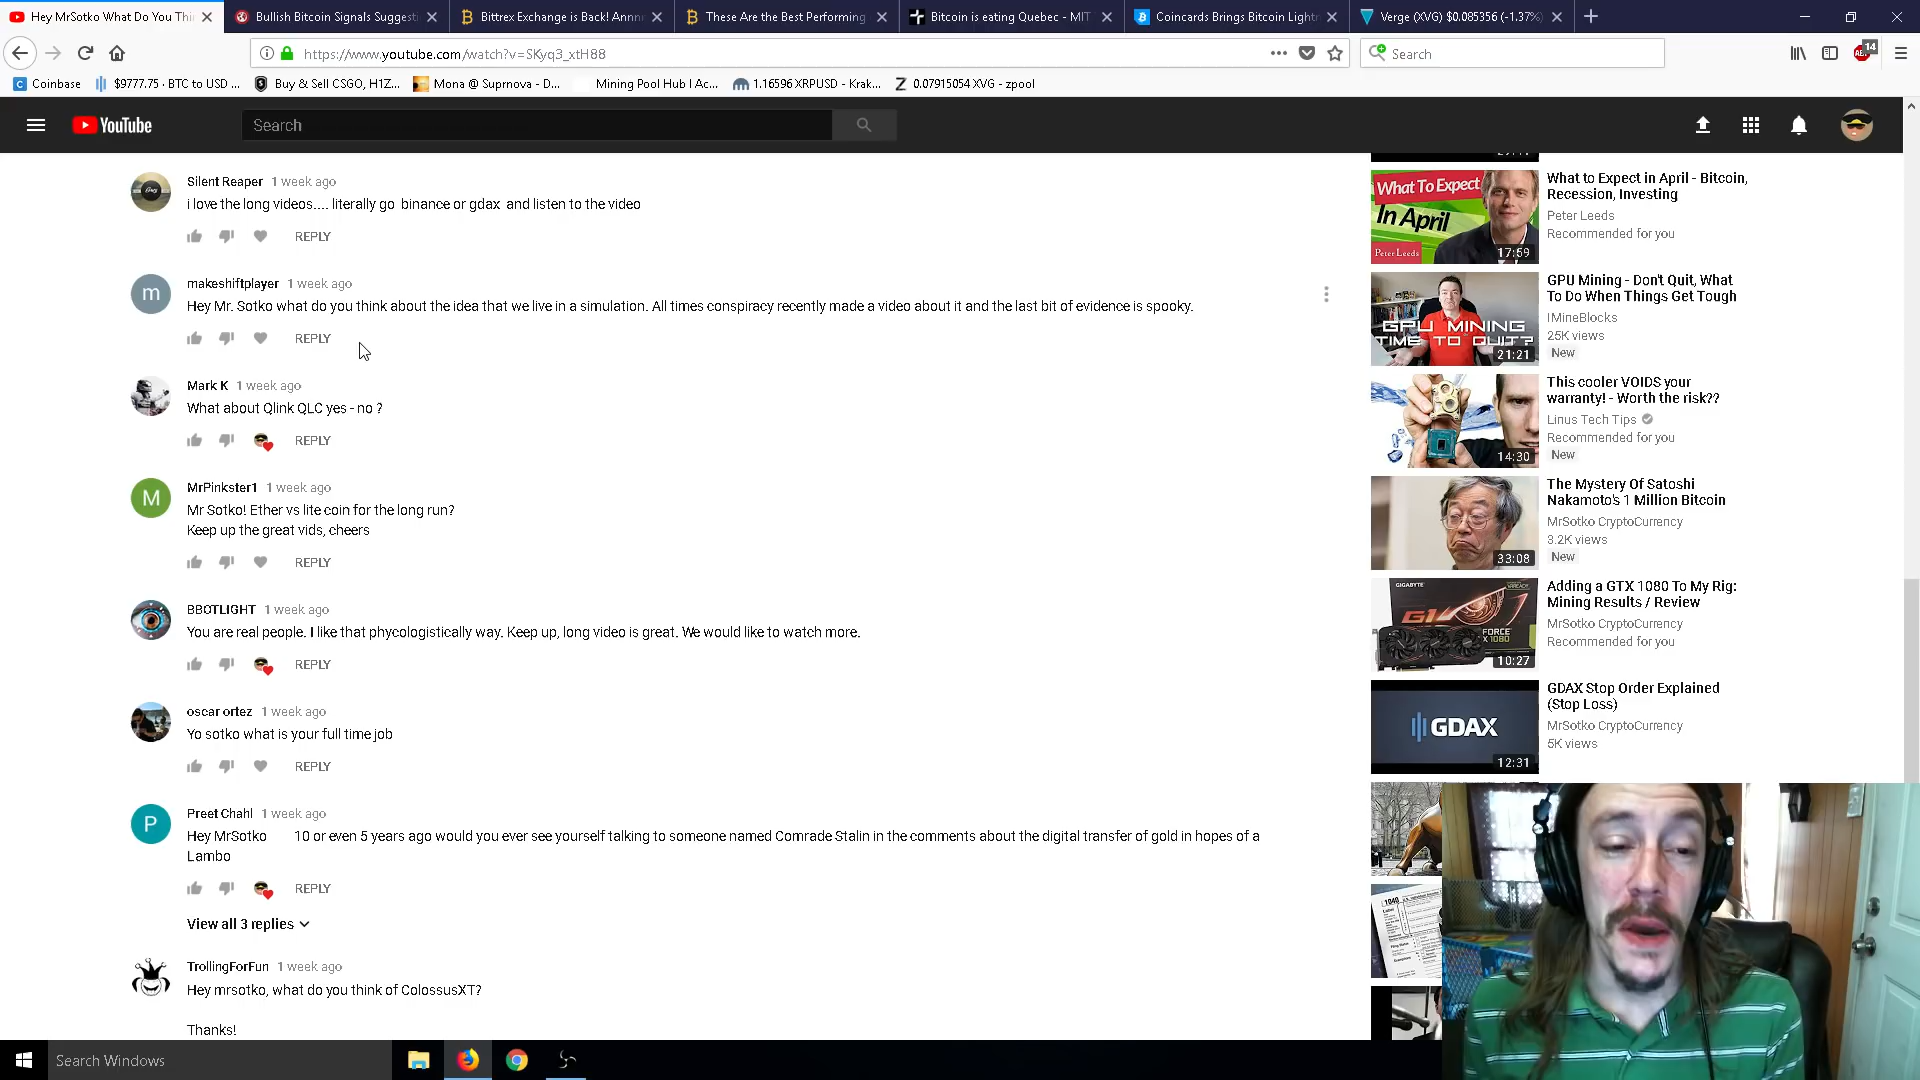 Hey MrSotko What Do You Thi
Bullish Bitcoin Signals Suggesti
Bittrex Exchange is Back! Annn
These Are the Best Performing
Bitcoin is eating Quebec - MIT
Coincards Brings Bitcoin Lightn
Verge (XVG) $0.085356 (-1.37%)
https://www.youtube.com/watch?v=SKyq3_xtH88
Search
14
Coinbase
$9777.75 · BTC to USD ...
Buy & Sell CSGO, H1Z...
Mona @ Suprnova - D...
Mining Pool Hub | Ac...
1.16596 XRPUSD - Krak...
0.07915054 XVG - zpool
YouTube
Search
Silent Reaper 1 week ago
i love the long videos.... literally go binance or gdax and listen to the video
REPLY
m
makeshiftplayer 1 week ago
Hey Mr. Sotko what do you think about the idea that we live in a simulation. All times conspiracy recently made a video about it and the last bit of evidence is spooky.
REPLY
Mark K 1 week ago
What about Qlink QLC yes - no ?
REPLY
M
MrPinkster1 1 week ago
Mr Sotko! Ether vs lite coin for the long run?
Keep up the great vids, cheers
REPLY
BBOTLIGHT 1 week ago
You are real people. I like that phycologistically way. Keep up, long video is great. We would like to watch more.
REPLY
oscar ortez 1 week ago
Yo sotko what is your full time job
REPLY
P
Preet Chahl 1 week ago
Hey MrSotko 10 or even 5 years ago would you ever see yourself talking to someone named Comrade Stalin in the comments about the digital transfer of gold in hopes of a
Lambo
REPLY
View all 3 replies
TrollingForFun 1 week ago
Hey mrsotko, what do you think of ColossusXT?
Thanks!
What To Expect
In April
Peter Leeds
17:59
What to Expect in April - Bitcoin,
Recession, Investing
Peter Leeds
Recommended for you
GPU MINING
TIME TO QUIT?
21:21
GPU Mining - Don't Quit, What
To Do When Things Get Tough
IMineBlocks
25K views
New
14:30
This cooler VOIDS your
warranty! - Worth the risk??
Linus Tech Tips
Recommended for you
New
33:08
The Mystery Of Satoshi
Nakamoto's 1 Million Bitcoin
MrSotko CryptoCurrency
3.2K views
New
GIGABYTE
10:27
Adding a GTX 1080 To My Rig:
Mining Results / Review
MrSotko CryptoCurrency
Recommended for you
GDAX
12:31
GDAX Stop Order Explained
(Stop Loss)
MrSotko CryptoCurrency
5K views
1040
Search Windows